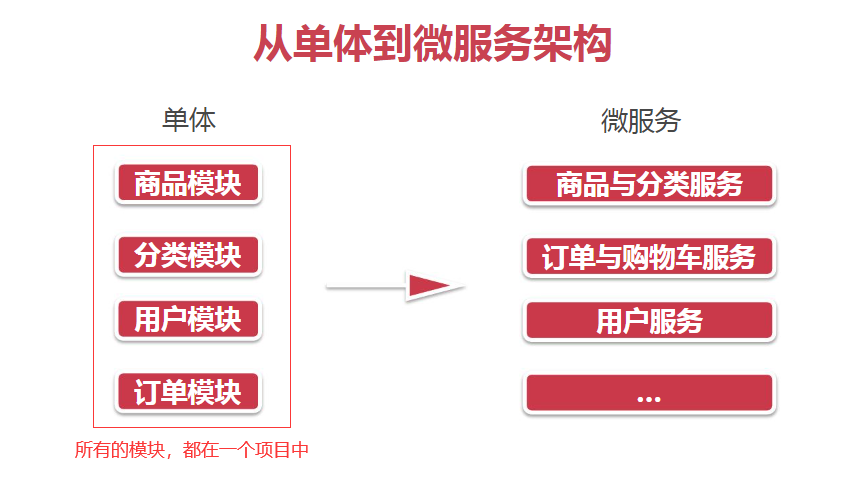 从单体到微服务架构
单体
商品模块
分类模块
用户模块
订单模块
所有的模块，都在一个项目中
微服务
商品与分类服务
订单与购物车服务
用户服务
...